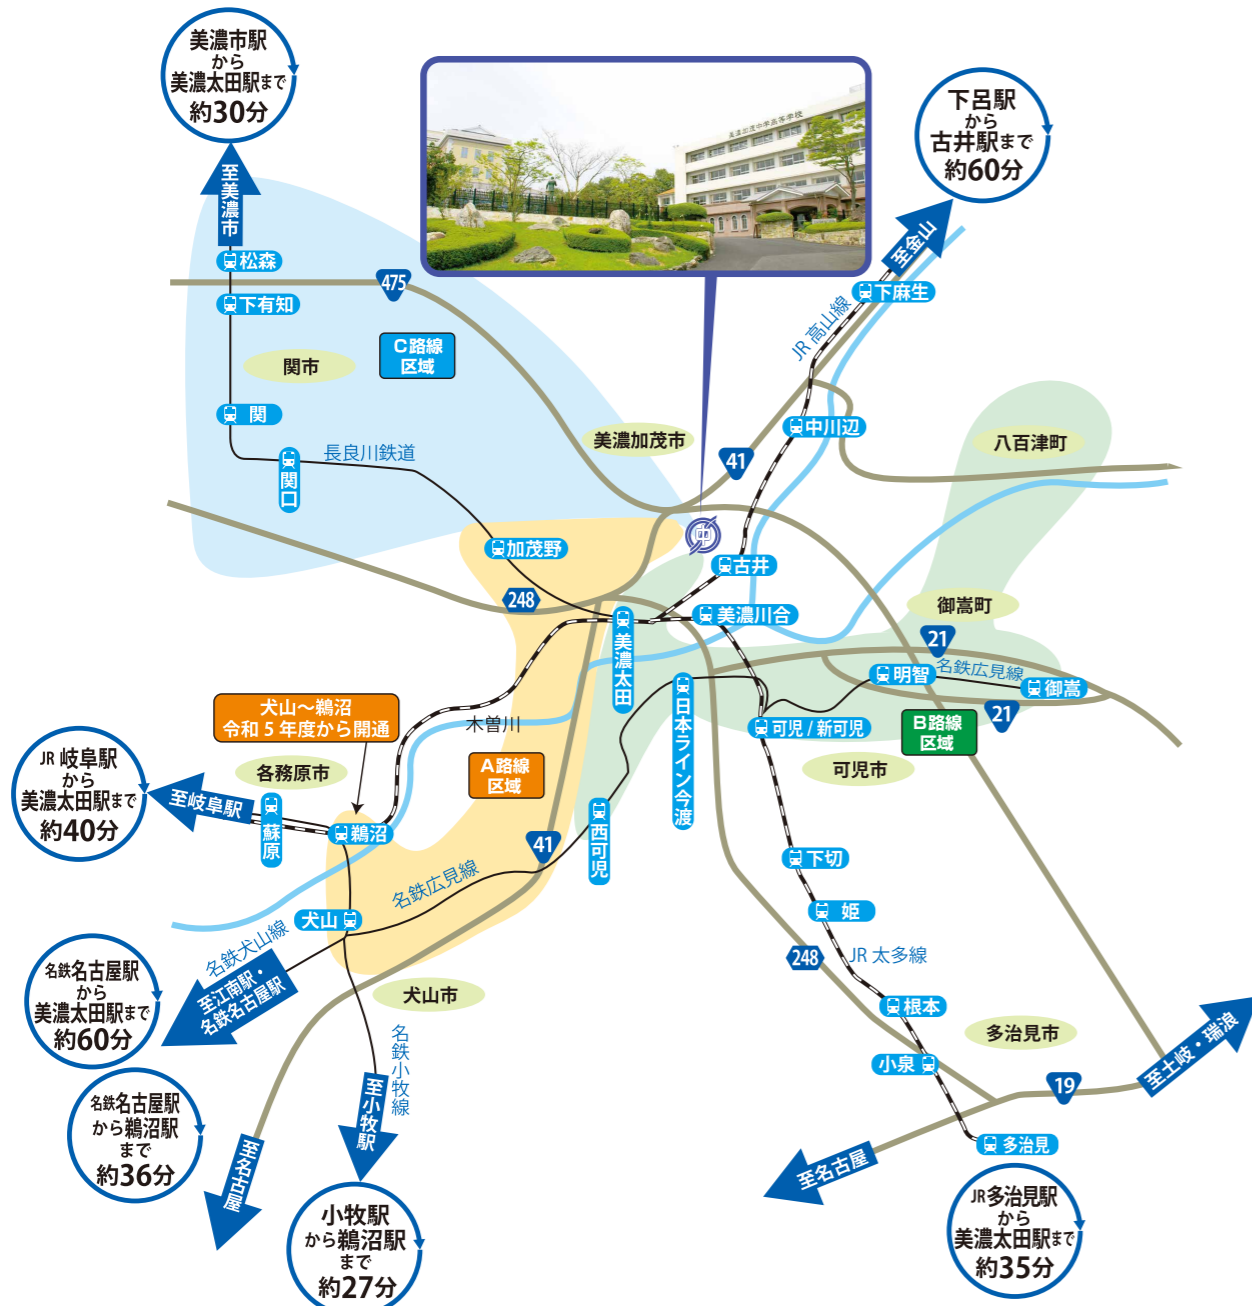 美濃市駅
から
美濃太田駅まで
約30分
下呂駅
から
古井駅まで
約60分
美濃加茂中学高等学校
至美濃市
至金山
松森
475
下有知
下麻生
JR高山線
C路線
区域
関市
関
中川辺
美濃加茂市
八百津町
長良川鉄道
41
関口
加茂野
古井
248
御嵩町
美濃川合
美濃太田
21
明智
名鉄広見線
御嵩
日本ライン今渡
犬山～鵜沼
令和5年度から開通
木曽川
可児/新可児
21
B路線
区域
JR岐阜駅
から
美濃太田駅まで
約40分
各務原市
A路線
区域
可児市
至岐阜駅
蘇原
鵜沼
西可児
41
下切
名鉄広見線
犬山
姫
名鉄犬山線
248
JR太多線
至江南駅・
名鉄名古屋駅
名鉄名古屋駅
から
美濃太田駅まで
約60分
犬山市
根本
多治見市
至土岐・瑞浪
名鉄小牧線
小泉
19
至小牧駅
名鉄名古屋駅
から鵜沼駅
まで
約36分
至名古屋
至名古屋
多治見
小牧駅
から鵜沼駅
まで
約27分
JR多治見駅
から
美濃太田駅まで
約35分